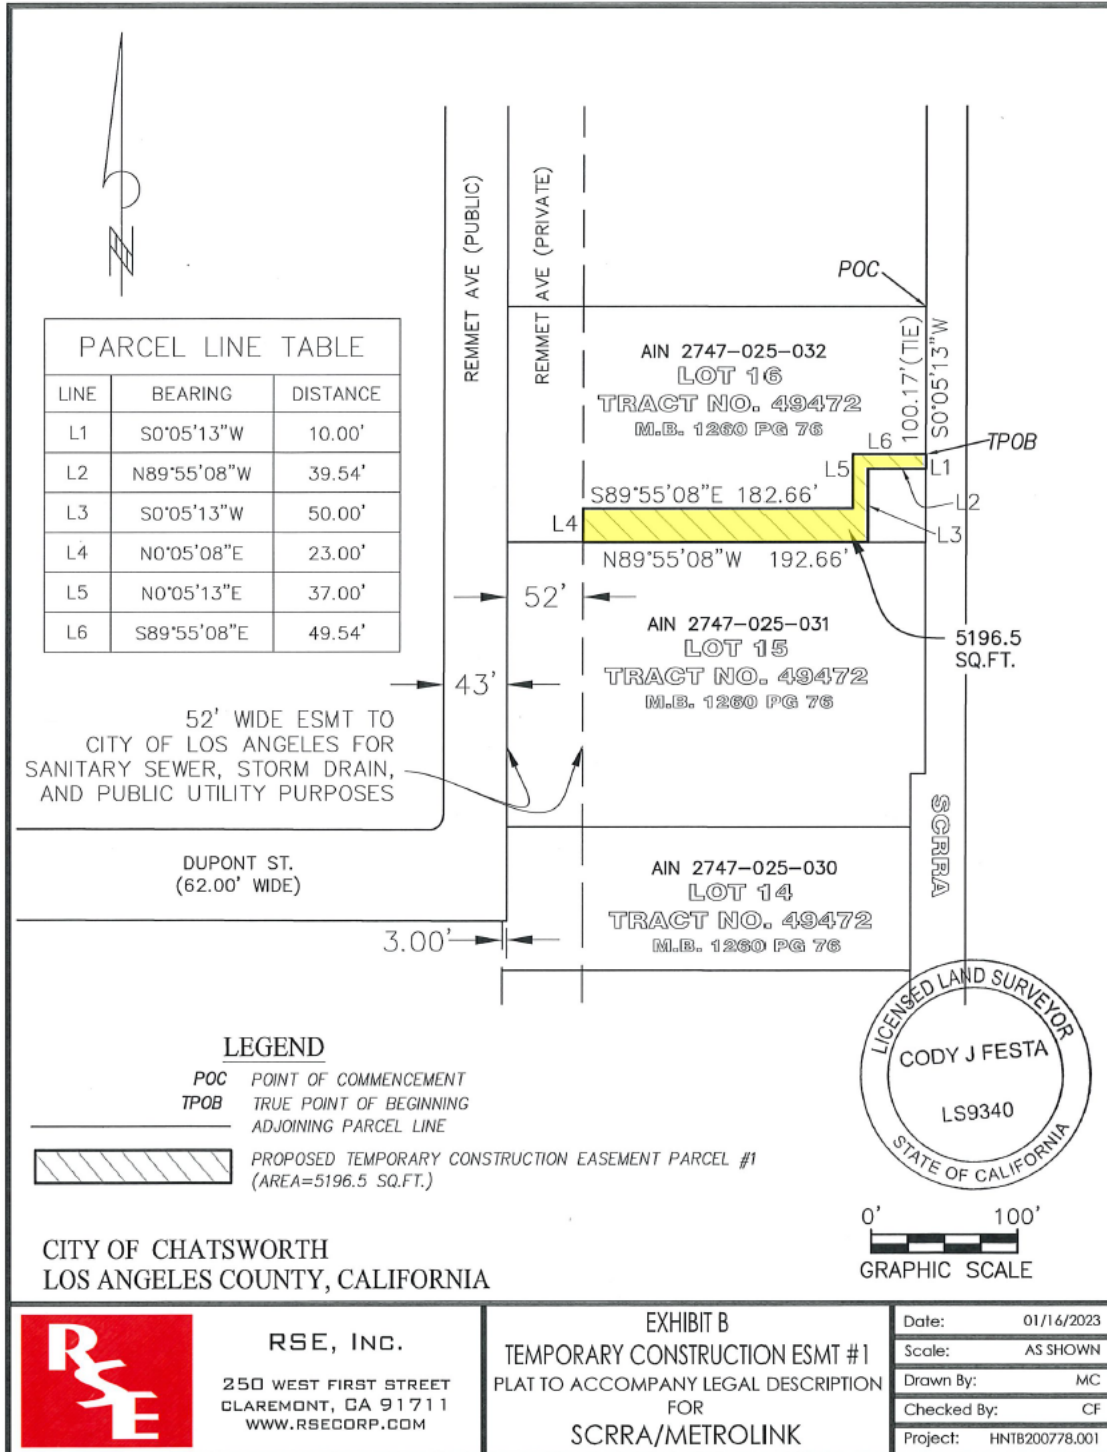 N
REMMET AVE (PUBLIC)
REMMET AVE (PRIVATE)
POC
PARCEL LINE TABLE
LINE BEARING DISTANCE
L1 S0°05'13"W 10.00'
L2 N89°55'08"W 39.54'
L3 S0°05'13"W 50.00'
L4 N0°05'08"E 23.00'
L5 N0°05'13"E 37.00'
L6 S89°55'08"E 49.54'
AIN 2747-025-032
LOT 16
TRACT NO. 49472
M.B. 1260 PG 76
100.17'(TIE)
S0°05'13"W
L6
TPOB
L5
L1
S89°55'08"E 182.66'
L2
L4
L3
N89°55'08"W 192.66'
52'
AIN 2747-025-031
LOT 15
TRACT NO. 49472
M.B. 1260 PG 76
5196.5
SQ.FT.
43'
52' WIDE ESMT TO
CITY OF LOS ANGELES FOR
SANITARY SEWER, STORM DRAIN,
AND PUBLIC UTILITY PURPOSES
SCRRA
DUPONT ST.
(62.00' WIDE)
AIN 2747-025-030
LOT 14
TRACT NO. 49472
M.B. 1260 PG 76
3.00'
LICENSED LAND SURVEYOR
CODY J FESTA
LS9340
STATE OF CALIFORNIA
LEGEND
POC POINT OF COMMENCEMENT
TPOB TRUE POINT OF BEGINNING
ADJOINING PARCEL LINE
PROPOSED TEMPORARY CONSTRUCTION EASEMENT PARCEL #1
(AREA=5196.5 SQ.FT.)
0' 100'
GRAPHIC SCALE
CITY OF CHATSWORTH
LOS ANGELES COUNTY, CALIFORNIA
RSE
RSE, INC.
250 WEST FIRST STREET
CLAREMONT, CA 91711
WWW.RSECORP.COM
EXHIBIT B
TEMPORARY CONSTRUCTION ESMT #1
PLAT TO ACCOMPANY LEGAL DESCRIPTION
FOR
SCRRA/METROLINK
Date: 01/16/2023
Scale: AS SHOWN
Drawn By: MC
Checked By: CF
Project: HNTB200778.001